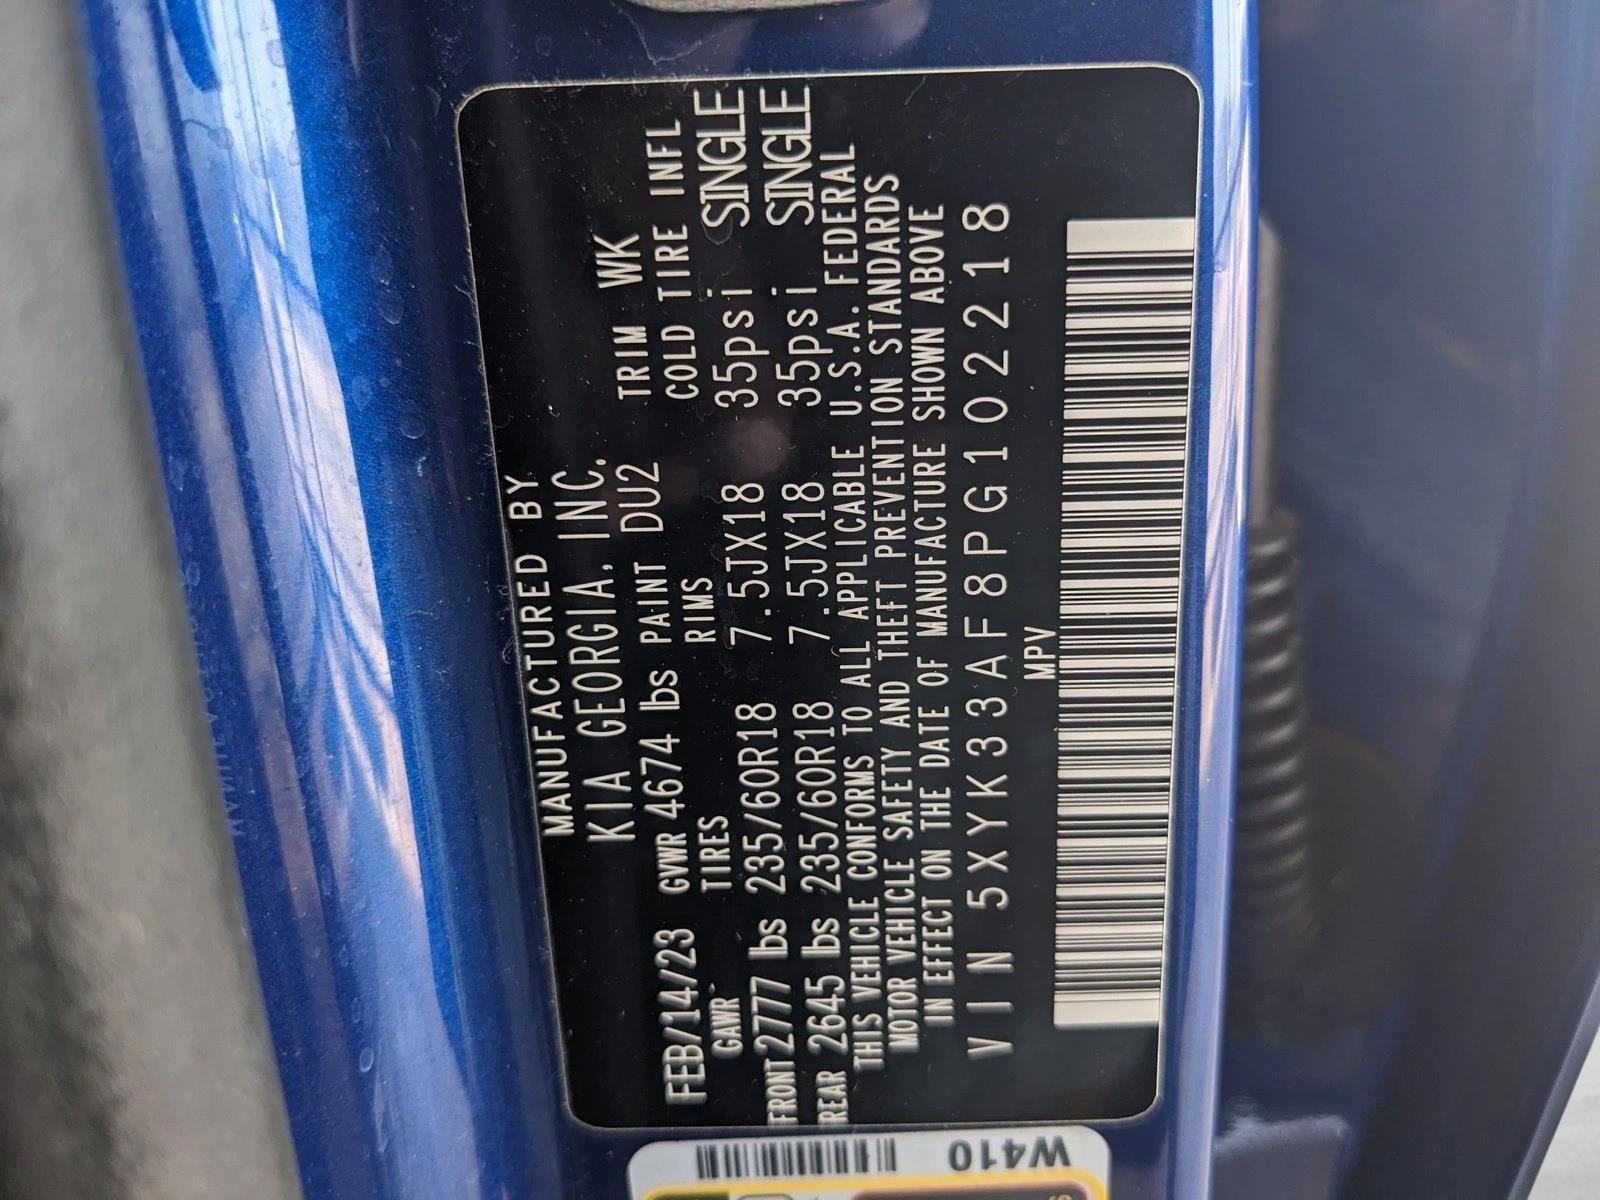 MANUFACTURED BY
KIA GEORGIA, INC.
FEB/14/23 GVWR 4674 lbs PAINT DU2 TRIM WK
GAWR TIRES RIMS COLD TIRE INFL
FRONT 2777 lbs 235/60R18 7.5JX18 35psi SINGLE
REAR 2645 lbs 235/60R18 7.5JX18 35psi SINGLE
THIS VEHICLE CONFORMS TO ALL APPLICABLE U.S.A. FEDERAL
MOTOR VEHICLE SAFETY AND THEFT PREVENTION STANDARDS
IN EFFECT ON THE DATE OF MANUFACTURE SHOWN ABOVE
VIN 5XYK33AF8PG102218
MPV
W410